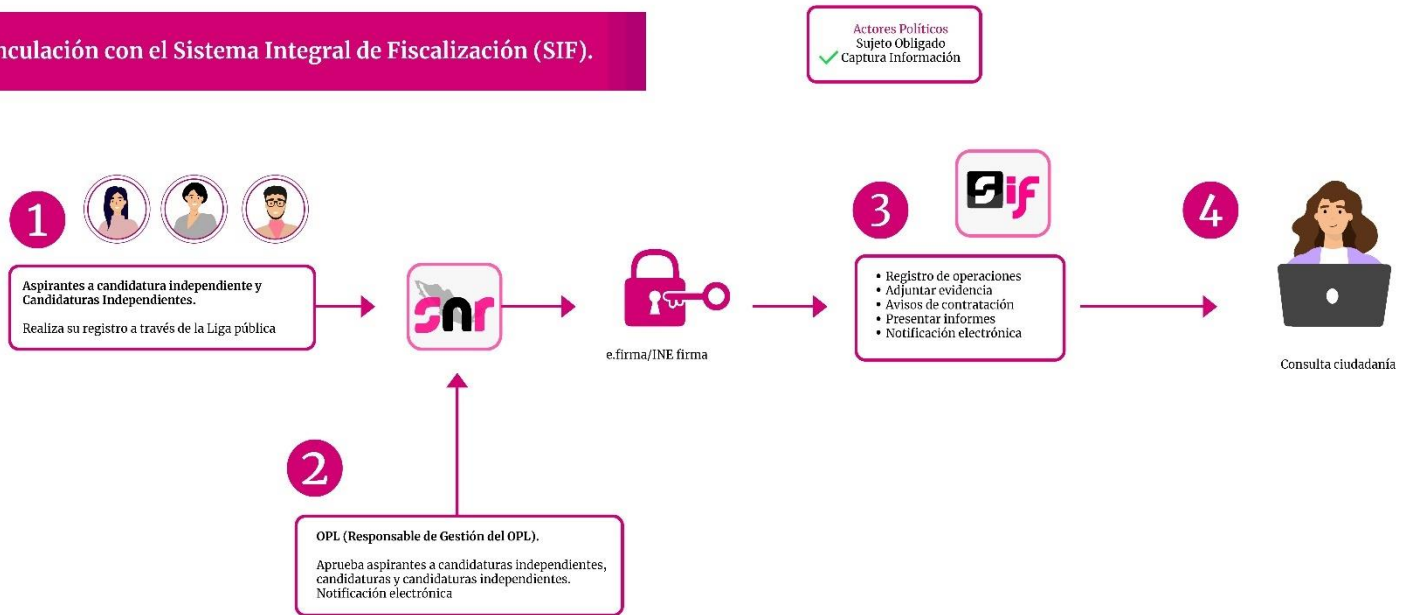 nculación con el Sistema Integral de Fiscalización (SIF).
Actores Políticos
Sujeto Obligado
Captura Información
1
Aspirantes a candidatura independiente y
Candidaturas Independientes.
Realiza su registro a través de la Liga pública
snr
e.firma/INE firma
2
OPL (Responsable de Gestión del OPL).
Aprueba aspirantes a candidaturas independientes,
candidaturas y candidaturas independientes.
Notificación electrónica
3
sif
• Registro de operaciones
• Adjuntar evidencia
• Avisos de contratación
• Presentar informes
• Notificación electrónica
4
Consulta ciudadanía